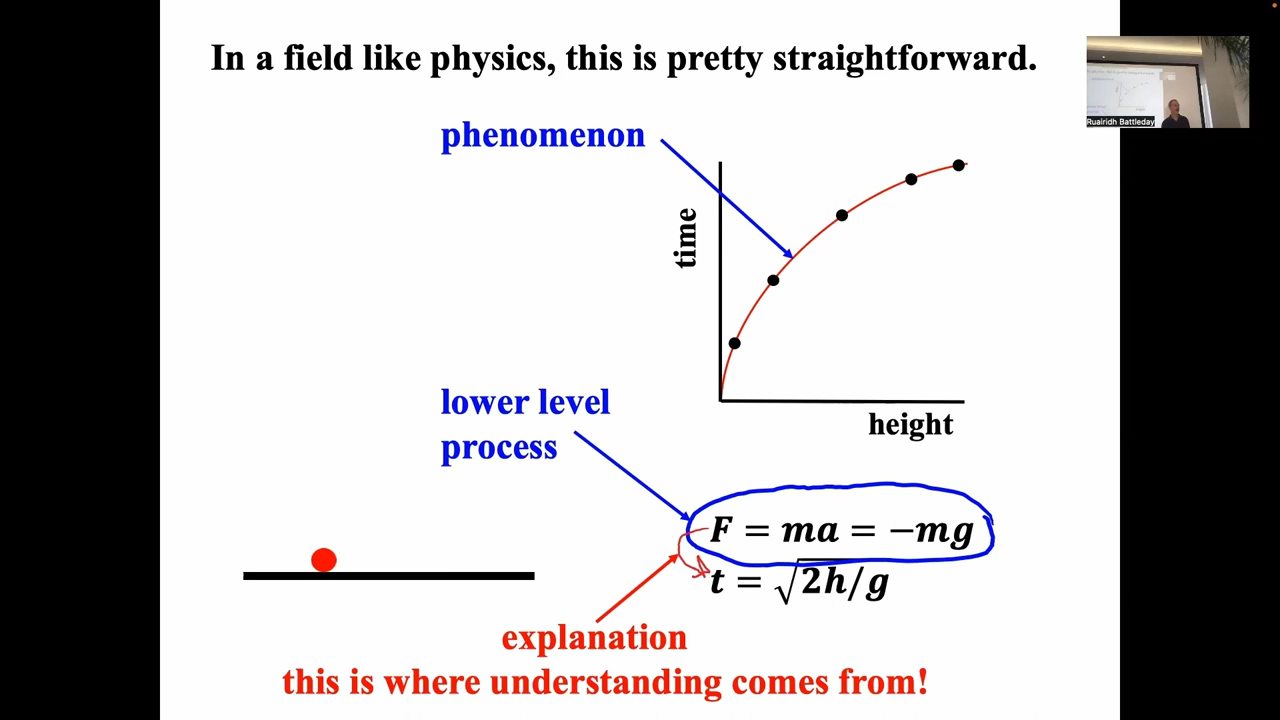 In a field like physics, this is pretty straightforward.
Ruairidh Battleday
phenomenon
time
height
lower level
process
F = ma = −mg
t = √2h/g
explanation
this is where understanding comes from!